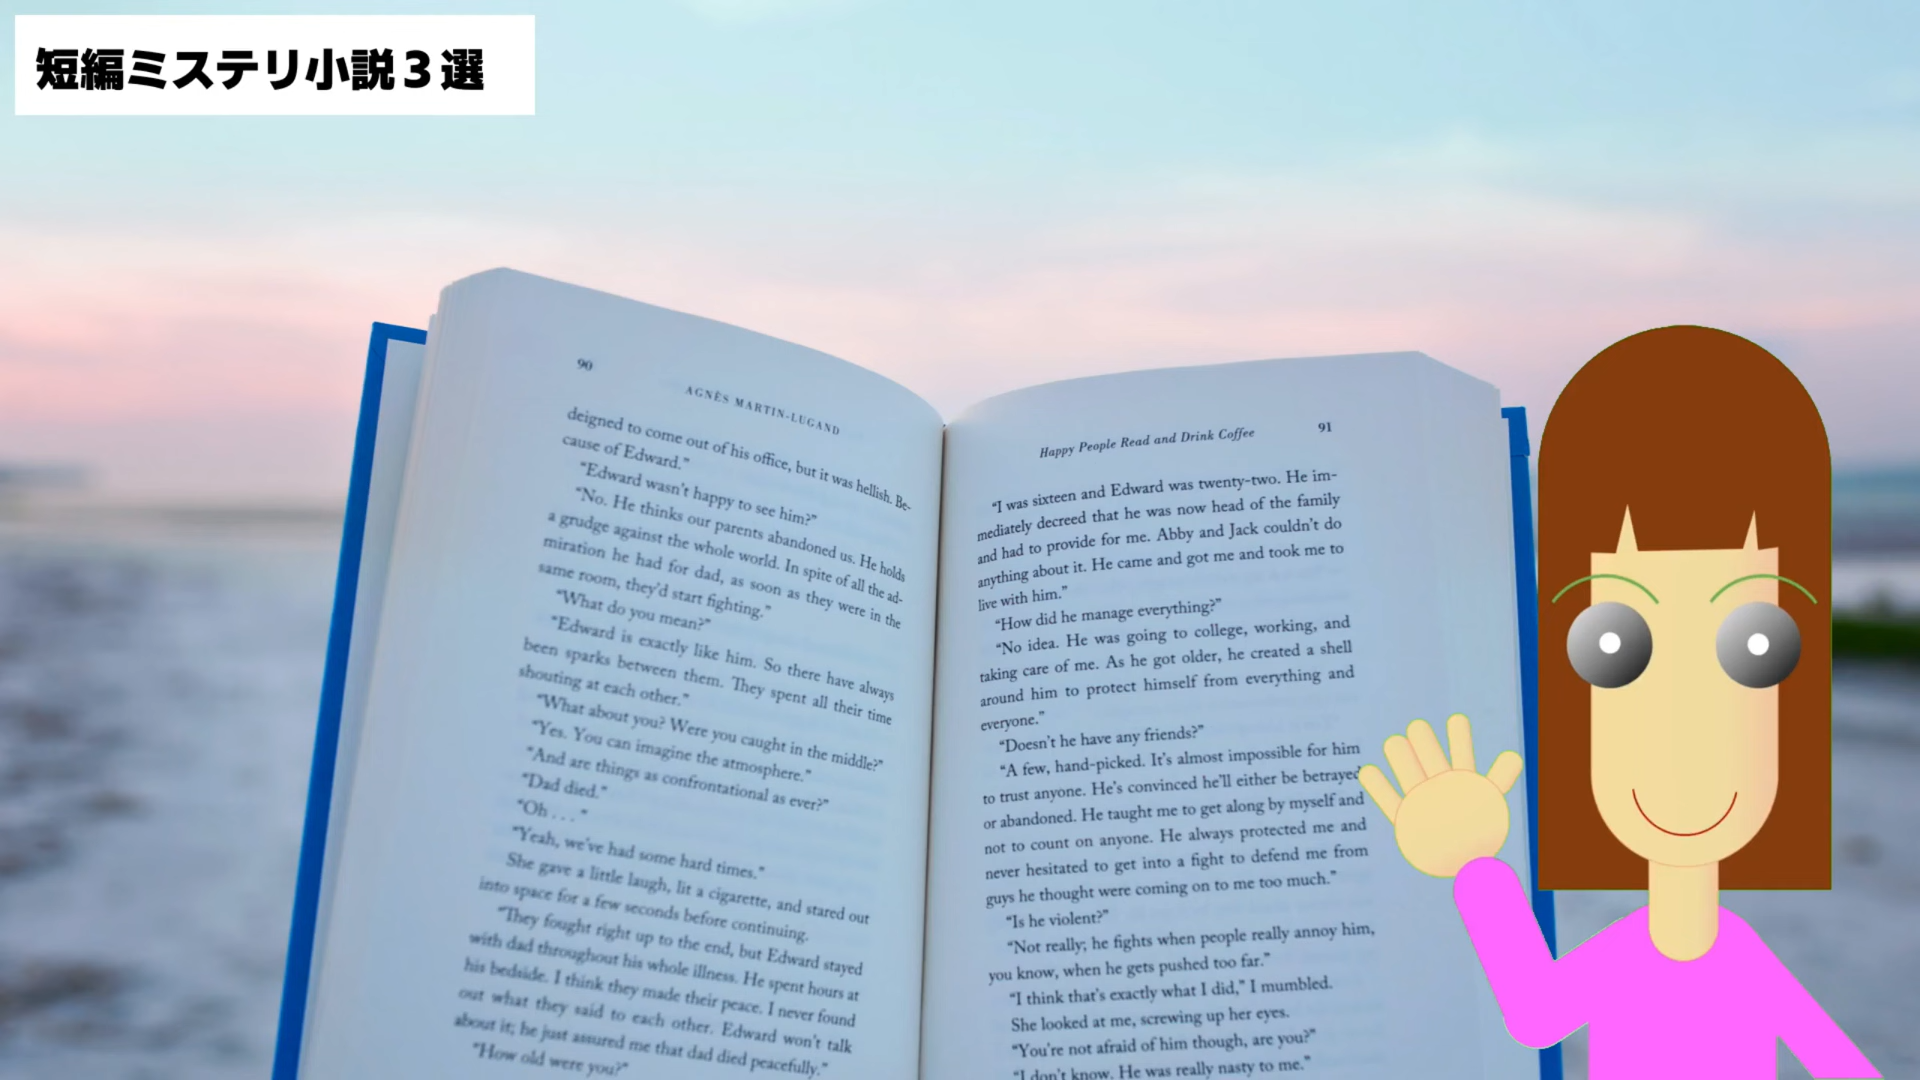 短編ミステリ小説３選
90
AGNÈS MARTIN-LUGAND
deigned to come out of his office, but it was hellish. Be-
cause of Edward.”
“Edward wasn’t happy to see him?”
“No. He thinks our parents abandoned us. He holds
a grudge against the whole world. In spite of all the ad-
miration he had for dad, as soon as they were in the
same room, they’d start fighting.”
“What do you mean?”
“Edward is exactly like him. So there have always
been sparks between them. They spent all their time
shouting at each other.”
“What about you? Were you caught in the middle?”
“Yes. You can imagine the atmosphere.”
“And are things as confrontational as ever?”
“Dad died.”
“Oh . . . ”
“Yeah, we’ve had some hard times.”
She gave a little laugh, lit a cigarette, and stared out
into space for a few seconds before continuing.
“They fought right up to the end, but Edward stayed
with dad throughout his whole illness. He spent hours at
his bedside. I think they made their peace. I never found
out what they said to each other. Edward won’t talk
about it; he just assured me that dad died peacefully.”
“How old were you?”
Happy People Read and Drink Coffee
91
“I was sixteen and Edward was twenty-two. He im-
mediately decreed that he was now head of the family
and had to provide for me. Abby and Jack couldn’t do
anything about it. He came and got me and took me to
live with him.”
“How did he manage everything?”
“No idea. He was going to college, working, and
taking care of me. As he got older, he created a shell
around him to protect himself from everything and
everyone.”
“Doesn’t he have any friends?”
“A few, hand-picked. It’s almost impossible for him
to trust anyone. He’s convinced he’ll either be betrayed
or abandoned. He taught me to get along by myself and
not to count on anyone. He always protected me and
never hesitated to get into a fight to defend me from
guys he thought were coming on to me too much.”
“Is he violent?”
“Not really; he fights when people really annoy him,
you know, when he gets pushed too far.”
“I think that’s exactly what I did,” I mumbled.
She looked at me, screwing up her eyes.
“You’re not afraid of him though, are you?”
“I don’t know. He was really nasty to me.”